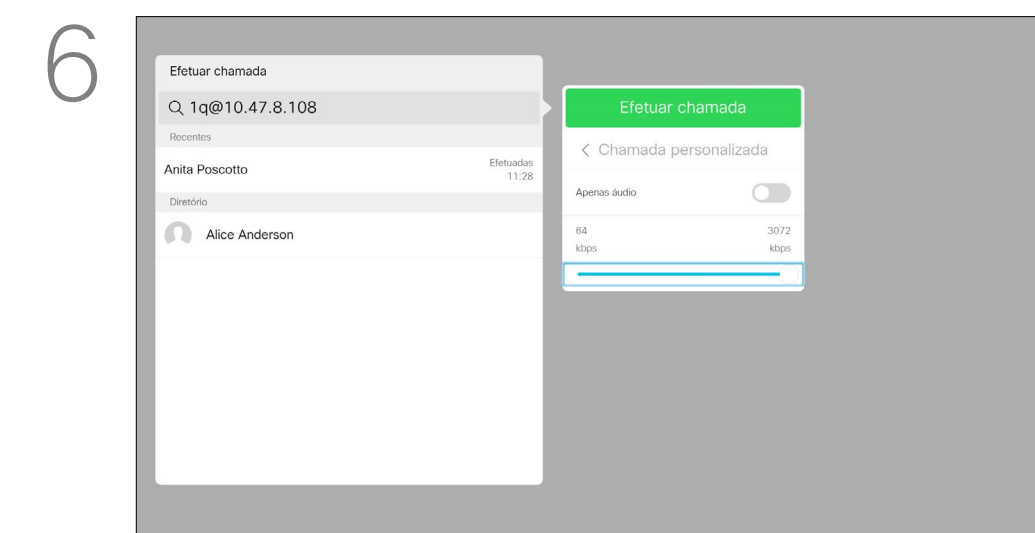 6
Efetuar chamada
1q@10.47.8.108
Recentes
Anita Poscotto
Efetuadas
11:28
Diretório
Alice Anderson
Efetuar chamada
Chamada personalizada
Apenas áudio
64 3072
kbps kbps